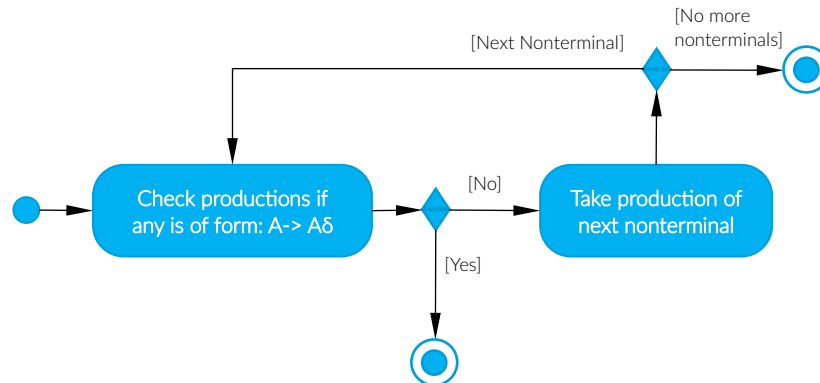 [No more
nonterminals]
[Next Nonterminal]
Check productions if
any is of form: A-> Aδ
[No]
Take production of
next nonterminal
[Yes]